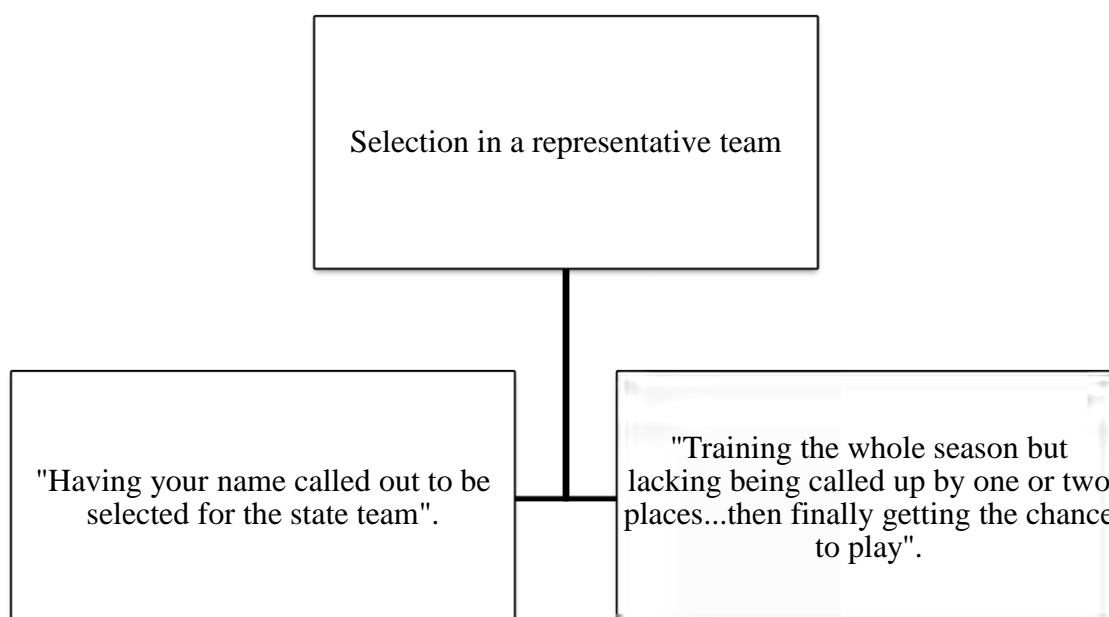 Selection in a representative team
"Having your name called out to be
selected for the state team".
"Training the whole season but
lacking being called up by one or two
places...then finally getting the chance
to play".